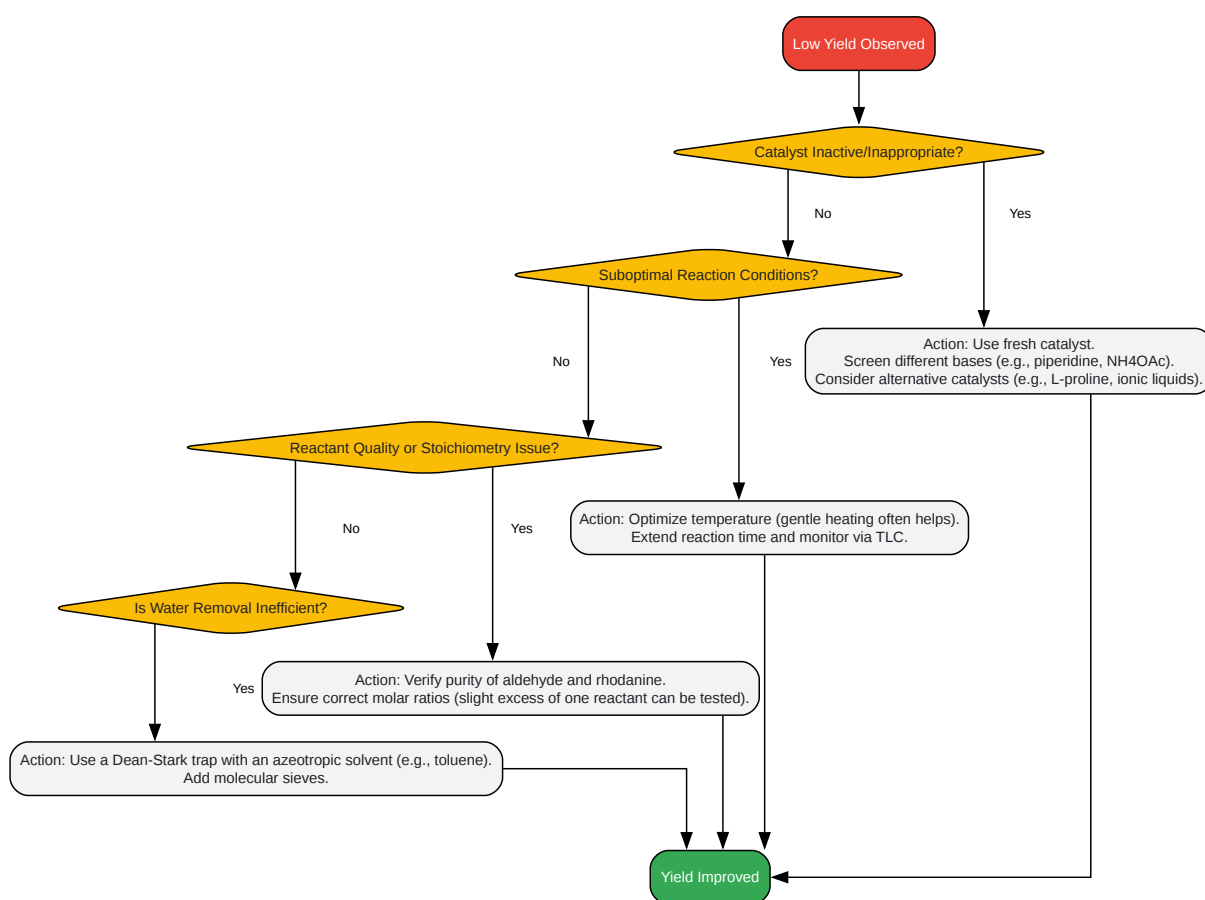 Low Yield Observed
Catalyst Inactive/Inappropriate?
No
Yes
Suboptimal Reaction Conditions?
Action: Use fresh catalyst.
Screen different bases (e.g., piperidine, NH4OAc).
Consider alternative catalysts (e.g., L-proline, ionic liquids).
No
Yes
Reactant Quality or Stoichiometry Issue?
Action: Optimize temperature (gentle heating often helps).
Extend reaction time and monitor via TLC.
No
Yes
Is Water Removal Inefficient?
Action: Verify purity of aldehyde and rhodanine.
Ensure correct molar ratios (slight excess of one reactant can be tested).
Yes
Action: Use a Dean-Stark trap with an azeotropic solvent (e.g., toluene).
Add molecular sieves.
Yield Improved